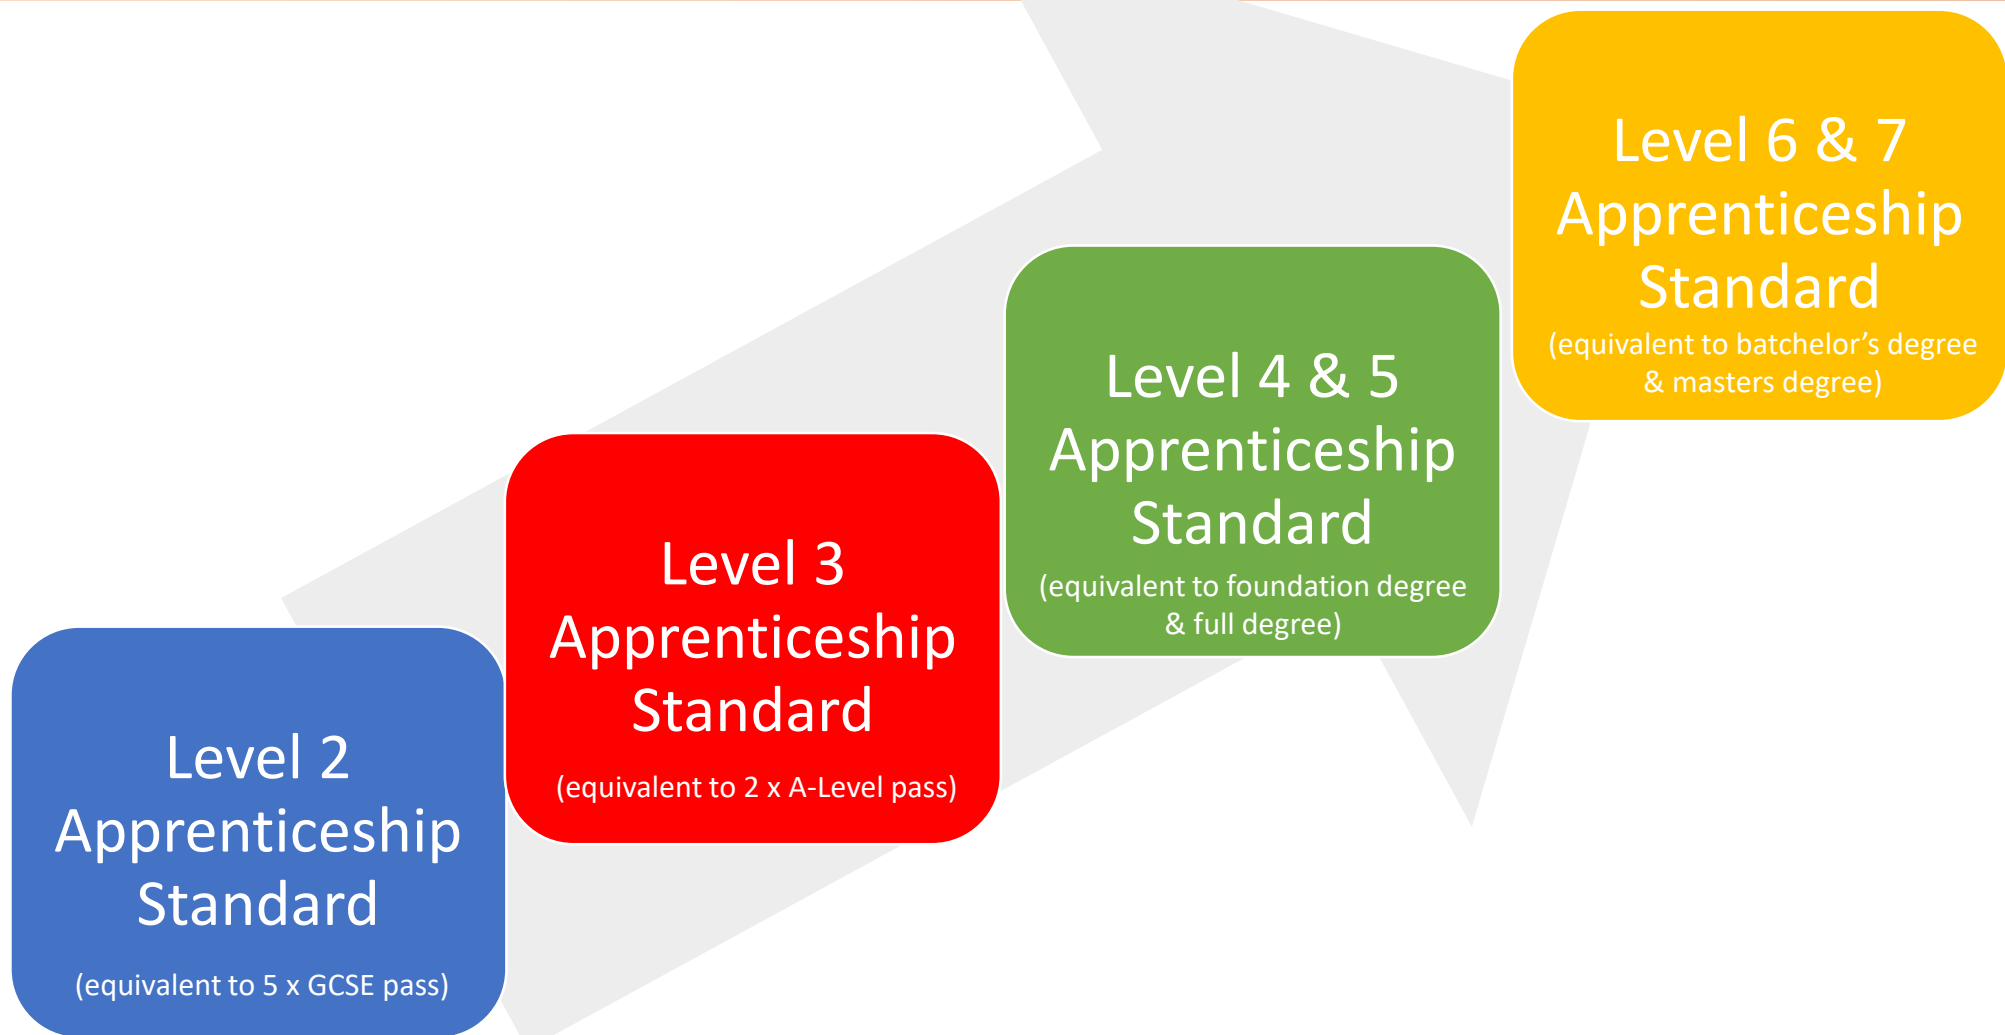 Level 2
Apprenticeship
Standard
(equivalent to 5 x GCSE pass)
Level 3
Apprenticeship
Standard
(equivalent to 2 x A-Level pass)
Level 4 & 5
Apprenticeship
Standard
(equivalent to foundation degree
& full degree)
Level 6 & 7
Apprenticeship
Standard
(equivalent to batchelor’s degree
& masters degree)